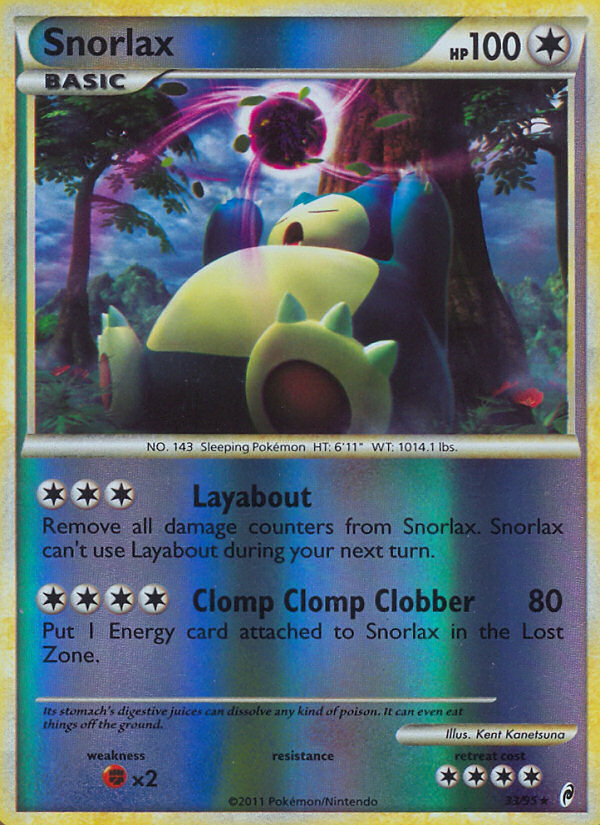 Snorlax
HP100
BASIC
NO. 143 Sleeping Pokémon HT: 6'11" WT: 1014.1 lbs.
Layabout
Remove all damage counters from Snorlax. Snorlax
can't use Layabout during your next turn.
Clomp Clomp Clobber 80
Put 1 Energy card attached to Snorlax in the Lost
Zone.
Its stomach's digestive juices can dissolve any kind of poison. It can even eat
things off the ground.
Illus. Kent Kanetsuna
weakness resistance retreat cost
×2
©2011 Pokémon/Nintendo 33/95 ★